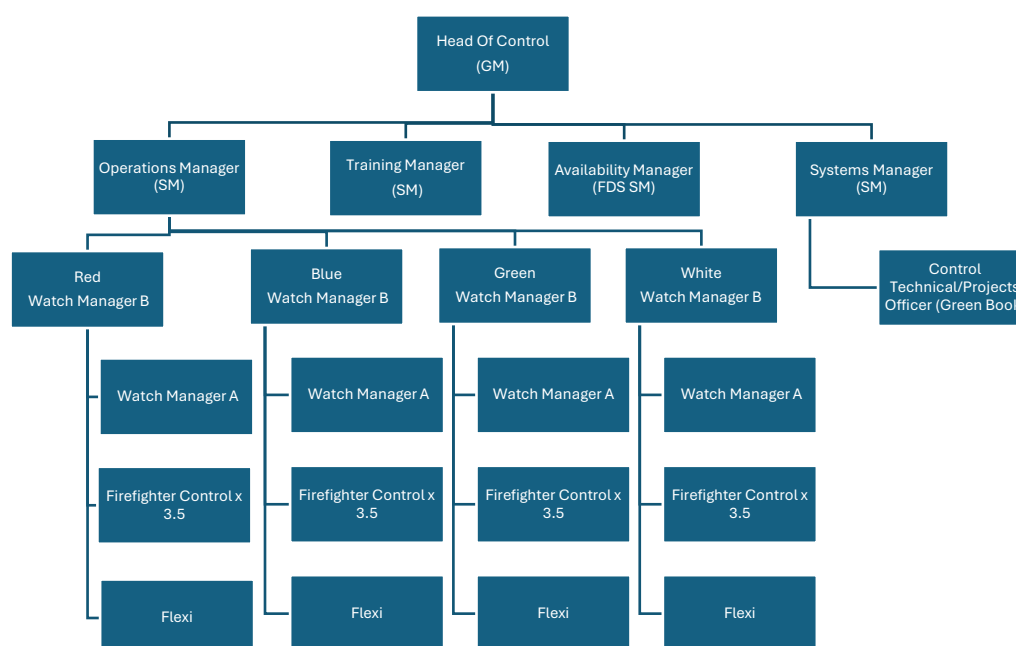 Head Of Control
(GM)
Operations Manager
(SM)
Training Manager
(SM)
Availability Manager
(FDS SM)
Systems Manager
(SM)
Red
Watch Manager B
Blue
Watch Manager B
Green
Watch Manager B
White
Watch Manager B
Control
Technical/Projects
Officer (Green Book
Watch Manager A
Watch Manager A
Watch Manager A
Watch Manager A
Firefighter Control x
3.5
Firefighter Control x
3.5
Firefighter Control x
3.5
Firefighter Control x
3.5
Flexi
Flexi
Flexi
Flexi